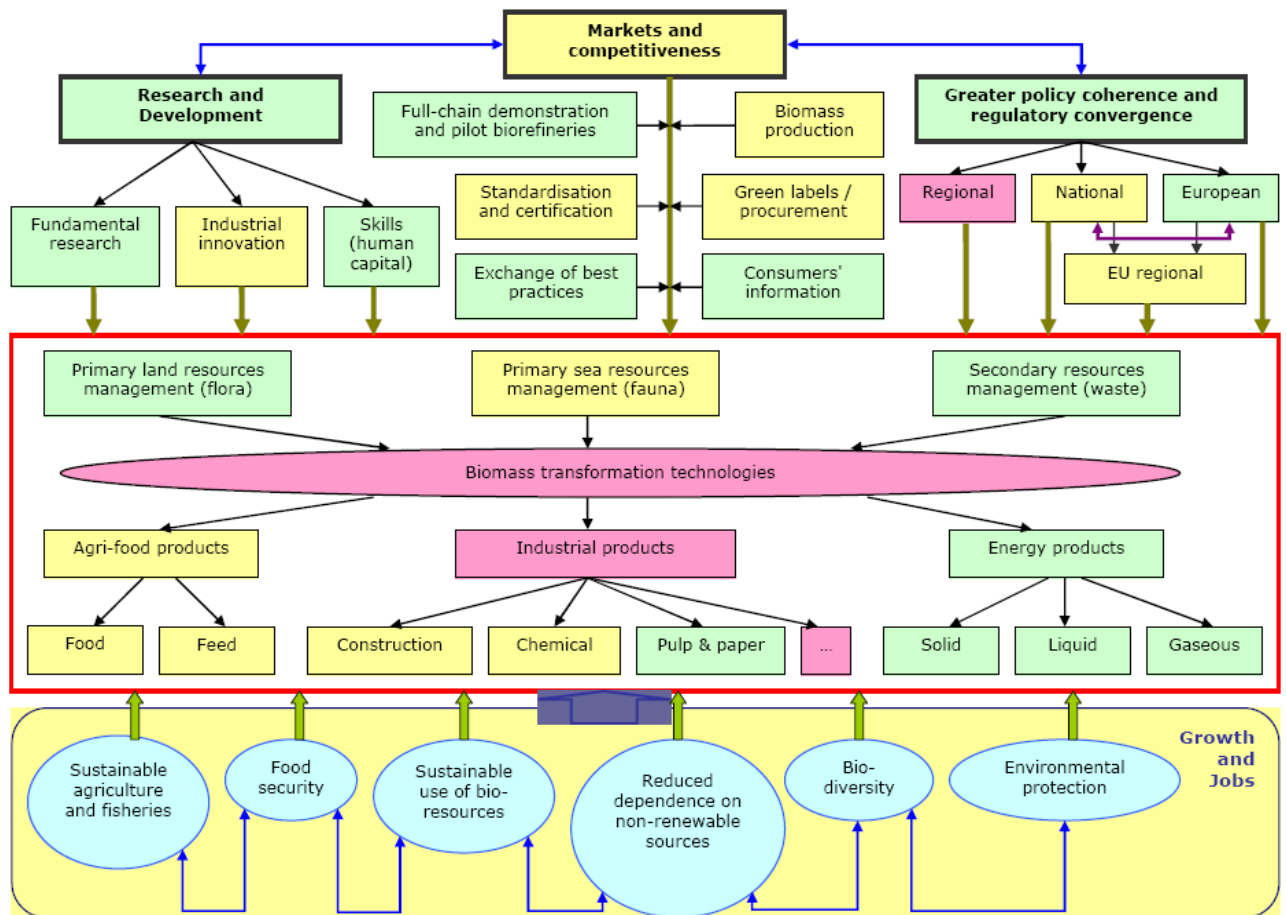 Markets and
competitiveness
Research and
Development
Full-chain demonstration
and pilot biorefineries
Biomass
production
Greater policy coherence and
regulatory convergence
Standardisation
and certification
Green labels /
procurement
Regional
National
European
Fundamental
research
Industrial
innovation
Skills
(human
capital)
Exchange of best
practices
Consumers'
information
EU regional
Primary land resources
management (flora)
Primary sea resources
management (fauna)
Secondary resources
management (waste)
Biomass transformation technologies
Agri-food products
Industrial products
Energy products
Food
Feed
Construction
Chemical
Pulp & paper
...
Solid
Liquid
Gaseous
Growth
and
Jobs
Sustainable
agriculture
and fisheries
Food
security
Sustainable
use of bio-
resources
Reduced
dependence on
non-renewable
sources
Bio-
diversity
Environmental
protection